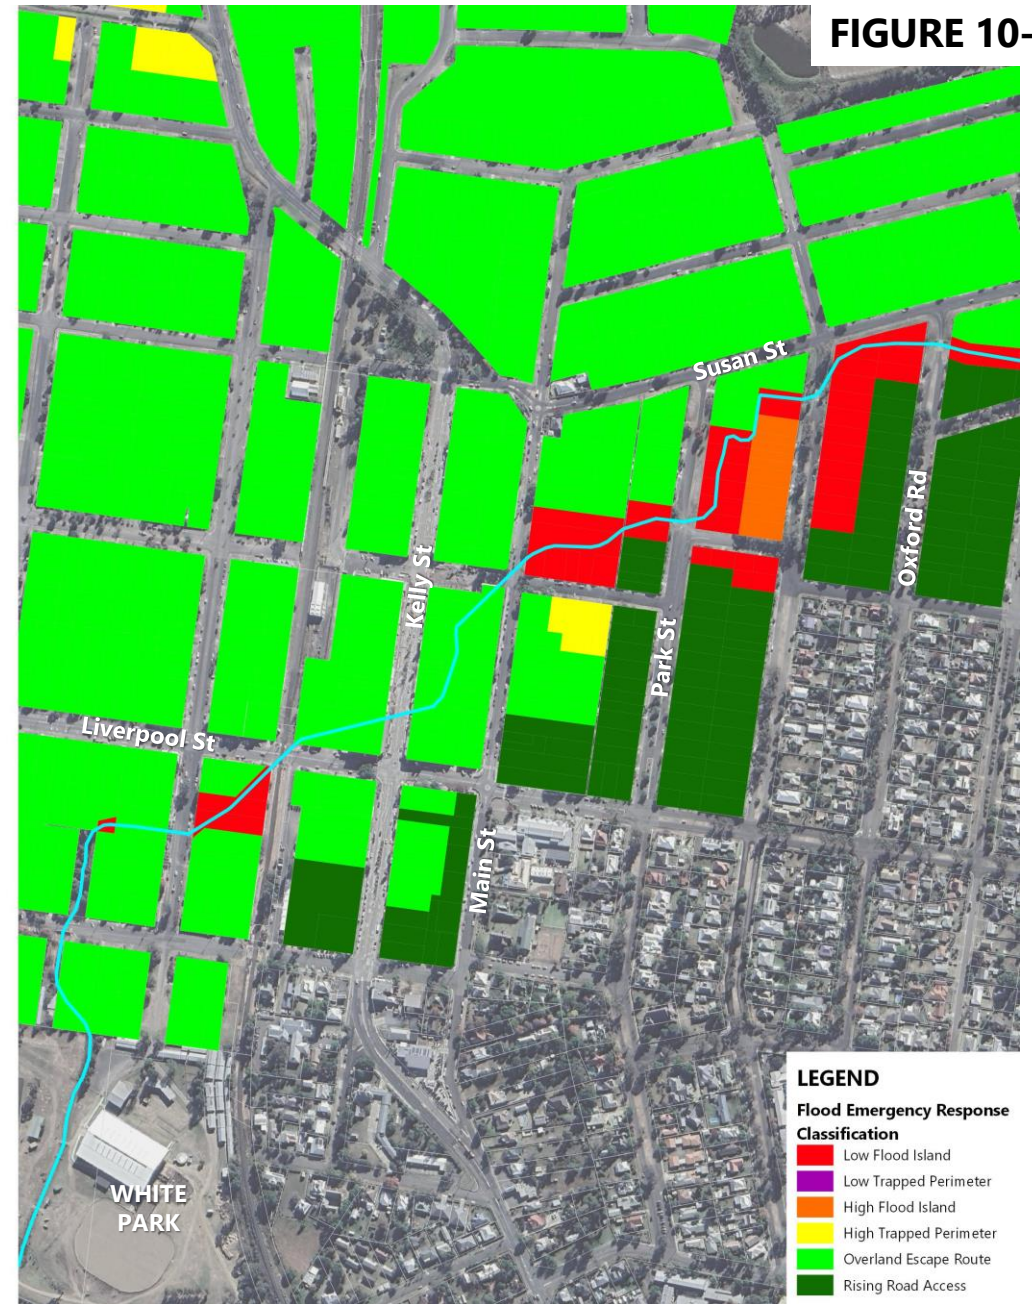 FIGURE 10-
Susan St
Oxford Rd
Kelly St
Park St
Liverpool St
Main St
WHITE
PARK
LEGEND
Flood Emergency Response
Classification
Low Flood Island
Low Trapped Perimeter
High Flood Island
High Trapped Perimeter
Overland Escape Route
Rising Road Access